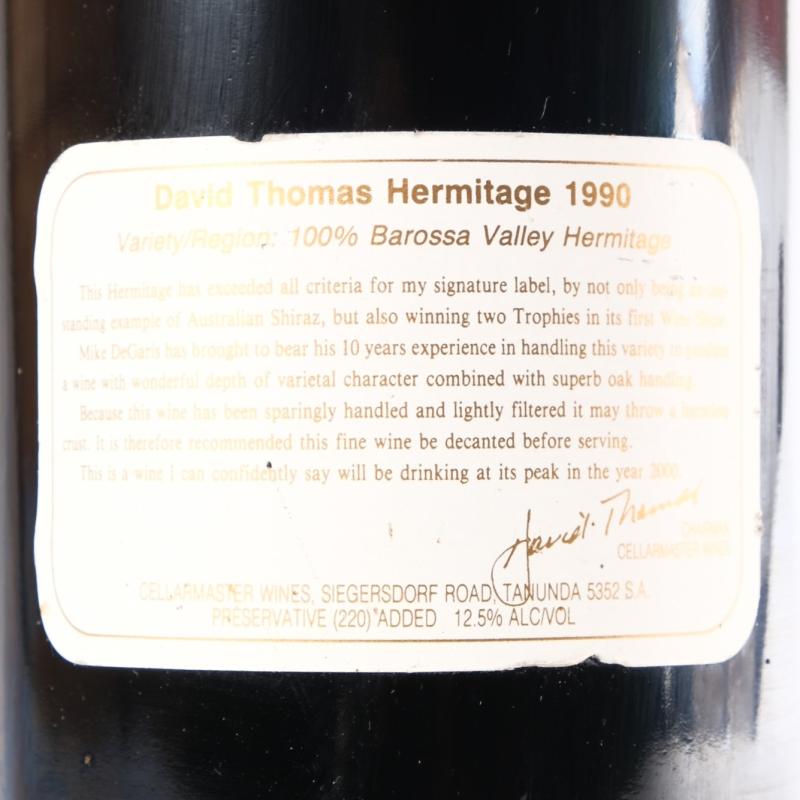 David Thomas Hermitage 1990
Variety/Region: 100% Barossa Valley Hermitage
This Hermitage has exceeded all criteria for my signature label, by not only being an out-
standing example of Australian Shiraz, but also winning two Trophies in its first Wine Show.
Mike DeGaris has brought to bear his 10 years experience in handling this variety to produce
a wine with wonderful depth of varietal character combined with superb oak handling.
Because this wine has been sparingly handled and lightly filtered it may throw a harmless
crust. It is therefore recommended this fine wine be decanted before serving.
This is a wine I can confidently say will be drinking at its peak in the year 2000.
David Thomas
CHAIRMAN
CELLARMASTER WINES
CELLARMASTER WINES, SIEGERSDORF ROAD, TANUNDA 5352 S.A.
PRESERVATIVE (220) ADDED 12.5% ALC/VOL